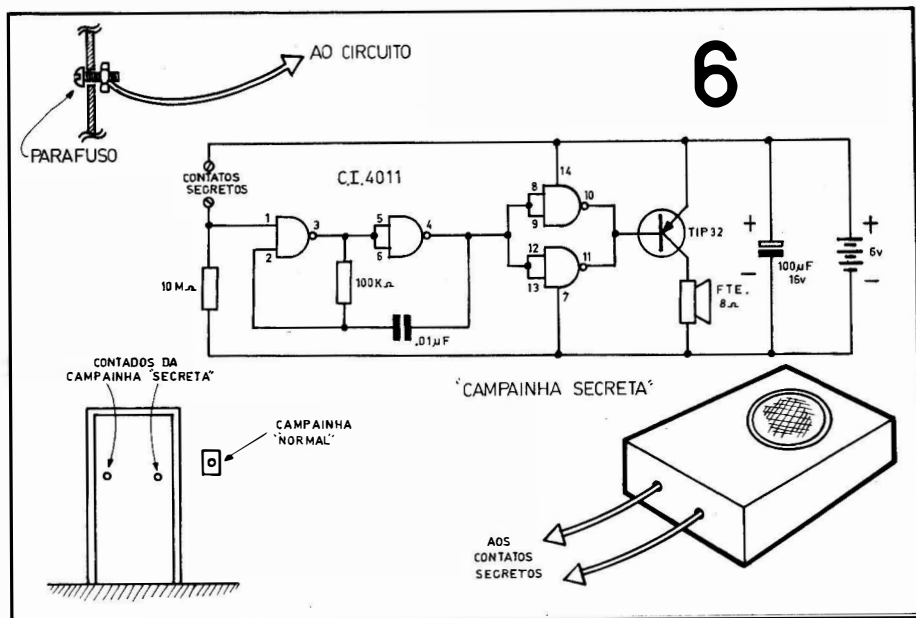 6
AO CIRCUITO
PARAFUSO
CONTATOS
SECRETOS
C.I.4011
14
8
9
10
1
2
3
5
6
4
12
13
11
7
TIP32
+
-
100µF
16v
+
6v
-
10MΩ
100KΩ
.01µF
FTE.
8Ω
CONTADOS DA
CAMPAINHA "SECRETA"
CAMPAINHA
"NORMAL"
"CAMPAINHA SECRETA"
AOS
CONTATOS
SECRETOS